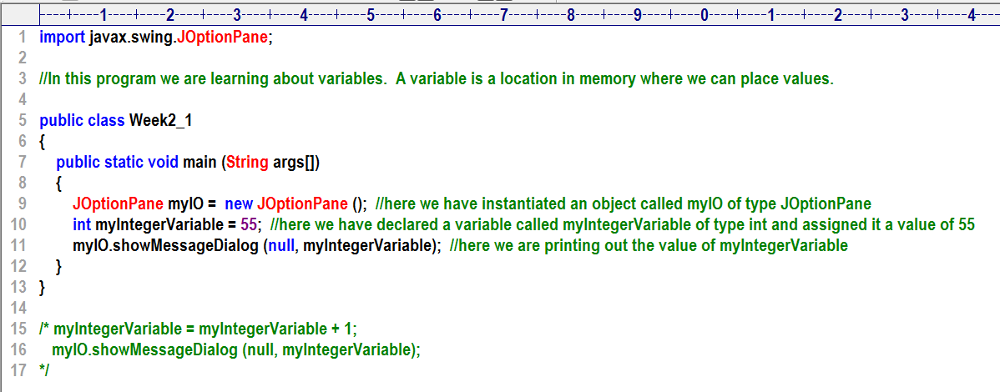 ----+----1----+----2----+----3----+----4----+----5----+----6----+----7----+----8----+----9----+----0----+----1----+----2----+----3----+----4--
1 import javax.swing.JOptionPane;
2
3 //In this program we are learning about variables.  A variable is a location in memory where we can place values.
4
5 public class Week2_1
6 {
7    public static void main (String args[])
8    {
9       JOptionPane myIO =  new JOptionPane ();  //here we have instantiated an object called myIO of type JOptionPane
10       int myIntegerVariable = 55;  //here we have declared a variable called myIntegerVariable of type int and assigned it a value of 55
11       myIO.showMessageDialog (null, myIntegerVariable);  //here we are printing out the value of myIntegerVariable
12    }
13 }
14
15 /* myIntegerVariable = myIntegerVariable + 1;
16    myIO.showMessageDialog (null, myIntegerVariable);
17 */